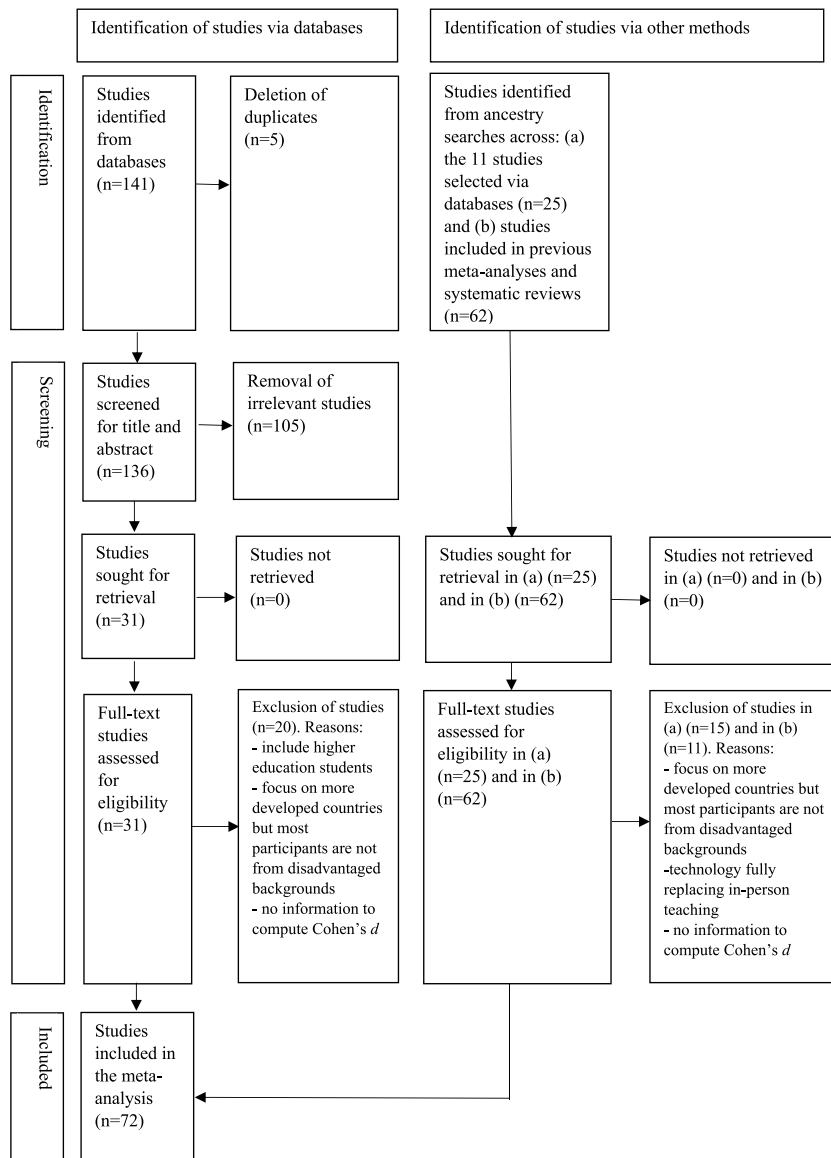 Identification of studies via databases
Identification of studies via other methods
Identification
Studies
identified
from
databases
(n=141)
Deletion of
duplicates
(n=5)
Studies identified
from ancestry
searches across: (a)
the 11 studies
selected via
databases (n=25)
and (b) studies
included in previous
meta-analyses and
systematic reviews
(n=62)
Screening
Studies
screened
for title and
abstract
(n=136)
Removal of
irrelevant studies
(n=105)
Studies
sought for
retrieval
(n=31)
Studies not
retrieved
(n=0)
Studies sought for
retrieval in (a) (n=25)
and in (b) (n=62)
Studies not retrieved
in (a) (n=0) and in (b)
(n=0)
Full-text
studies
assessed
for
eligibility
(n=31)
Exclusion of studies
(n=20). Reasons:
- include higher
education students
- focus on more
developed countries
but most
participants are not
from disadvantaged
backgrounds
- no information to
compute Cohen's d
Full-text studies
assessed for
eligibility in (a)
(n=25) and in (b)
(n=62)
Exclusion of studies in
(a) (n=15) and in (b)
(n=11). Reasons:
- focus on more
developed countries but
most participants are not
from disadvantaged
backgrounds
-technology fully
replacing in-person
teaching
- no information to
compute Cohen's d
Included
Studies
included in
the meta-
analysis
(n=72)